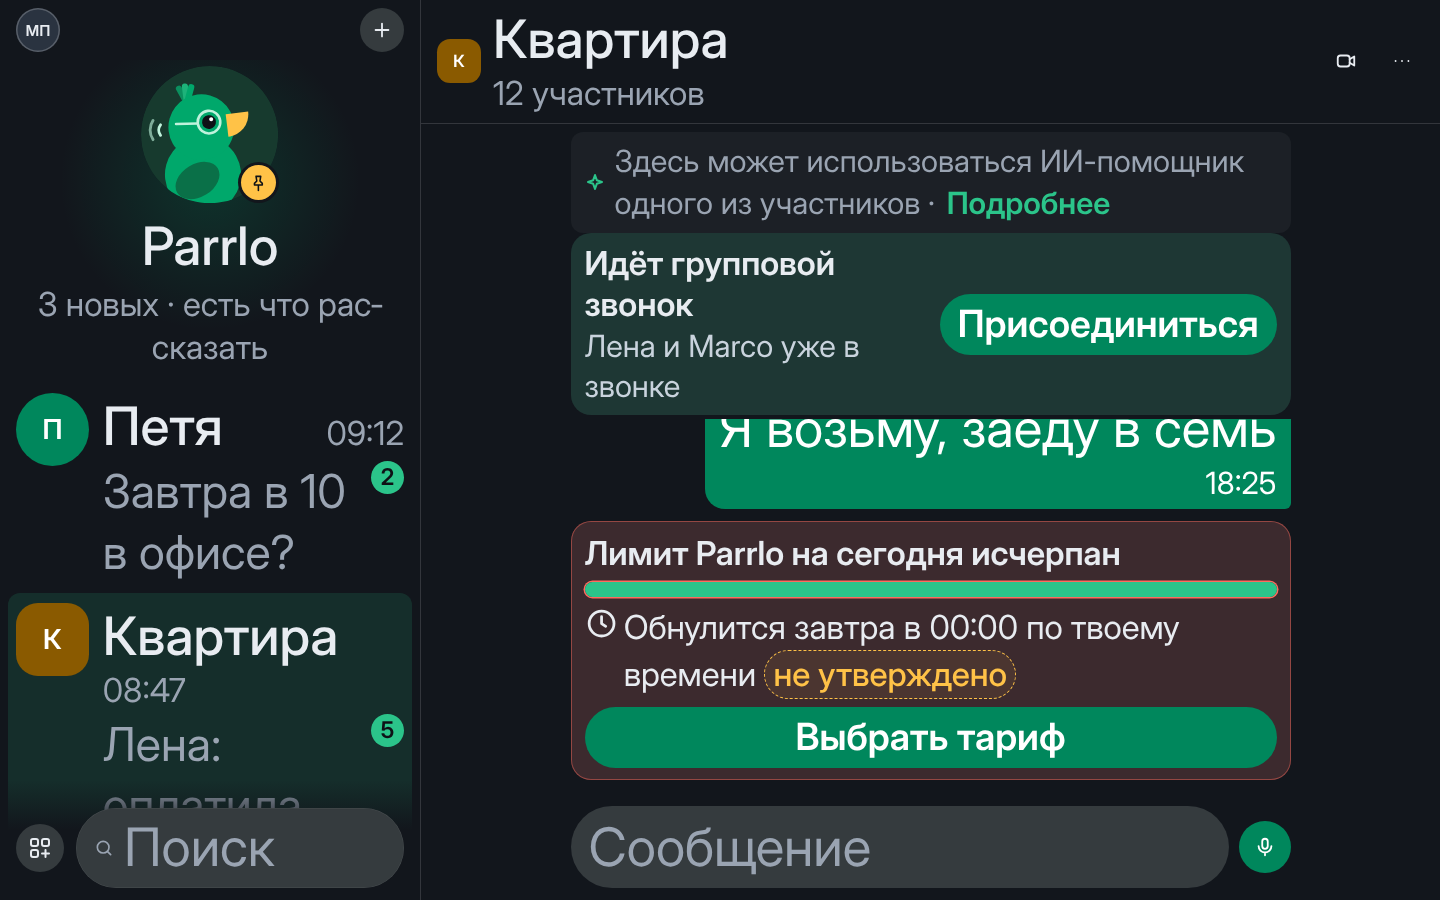 МП
Parrlo
3 новых · есть что рас-
сказать
П
Петя
09:12
Завтра в 10
2
в офисе?
К
Квартира
08:47
Лена:
5
оплатила
Поиск
К
Квартира
12 участников
Здесь может использоваться ИИ-помощник
одного из участников · Подробнее
Идёт групповой
звонок
Лена и Marco уже в
звонке
Присоединиться
Я возьму, заеду в семь
18:25
Лимит Parrlo на сегодня исчерпан
Обнулится завтра в 00:00 по твоему
времени не утверждено
Выбрать тариф
Сообщение